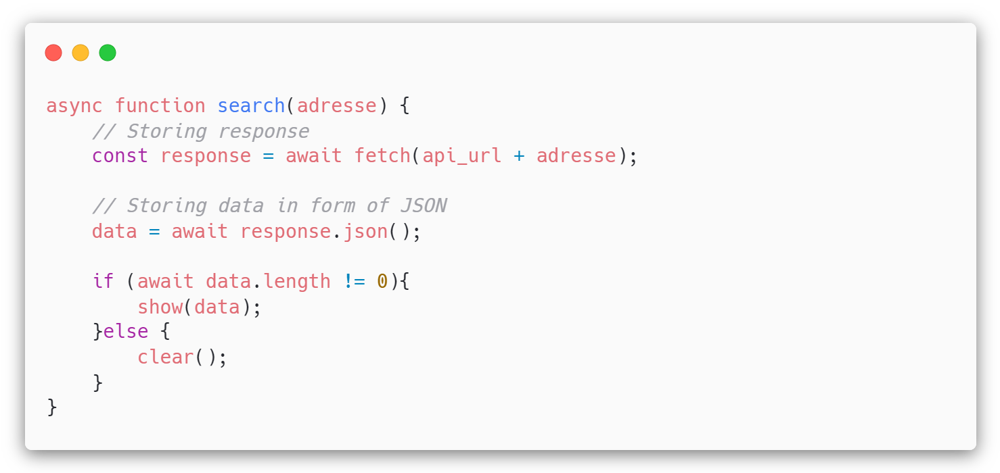 async function search(adresse) {
    // Storing response
    const response = await fetch(api_url + adresse);

    // Storing data in form of JSON
    data = await response.json();

    if (await data.length != 0){
        show(data);
    }else {
        clear();
    }
}